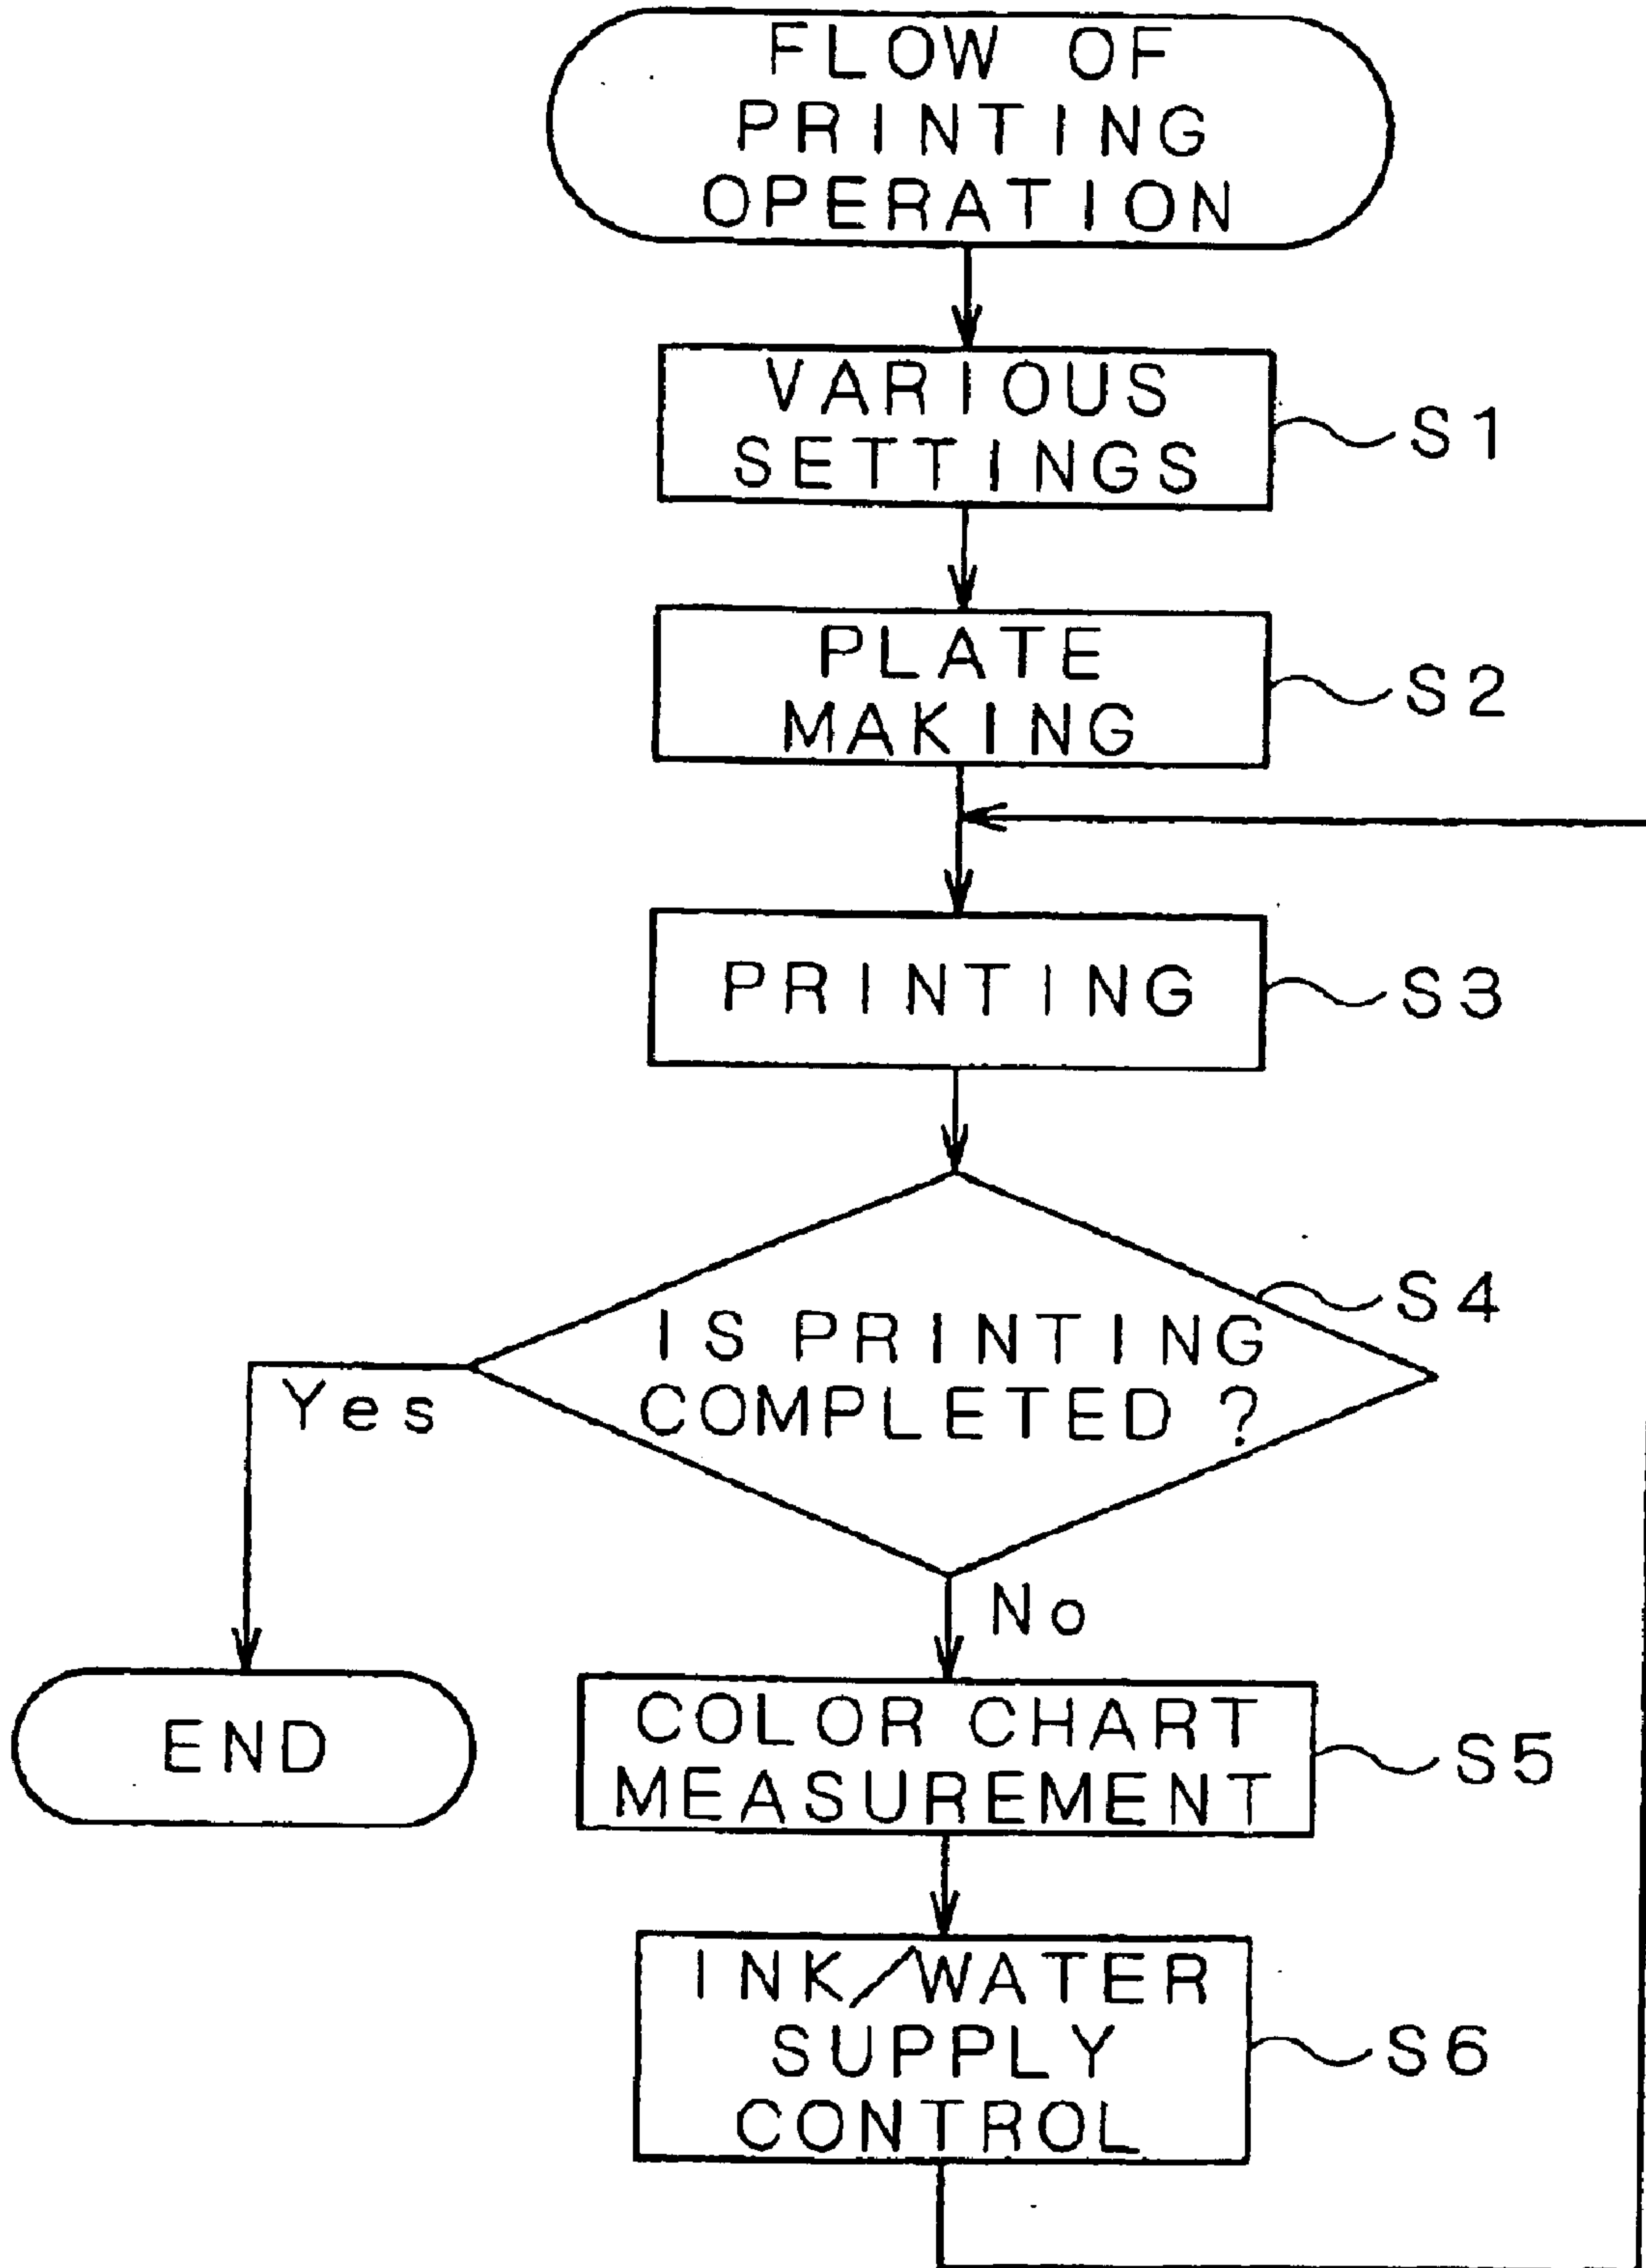 FLOW OF
PRINTING
OPERATION
VARIOUS
SETTINGS
S1
PLATE
MAKING
S2
PRINTING
S3
IS PRINTING
COMPLETED?
S4
Yes
No
END
COLOR CHART
MEASUREMENT
S5
INK/WATER
SUPPLY
CONTROL
S6